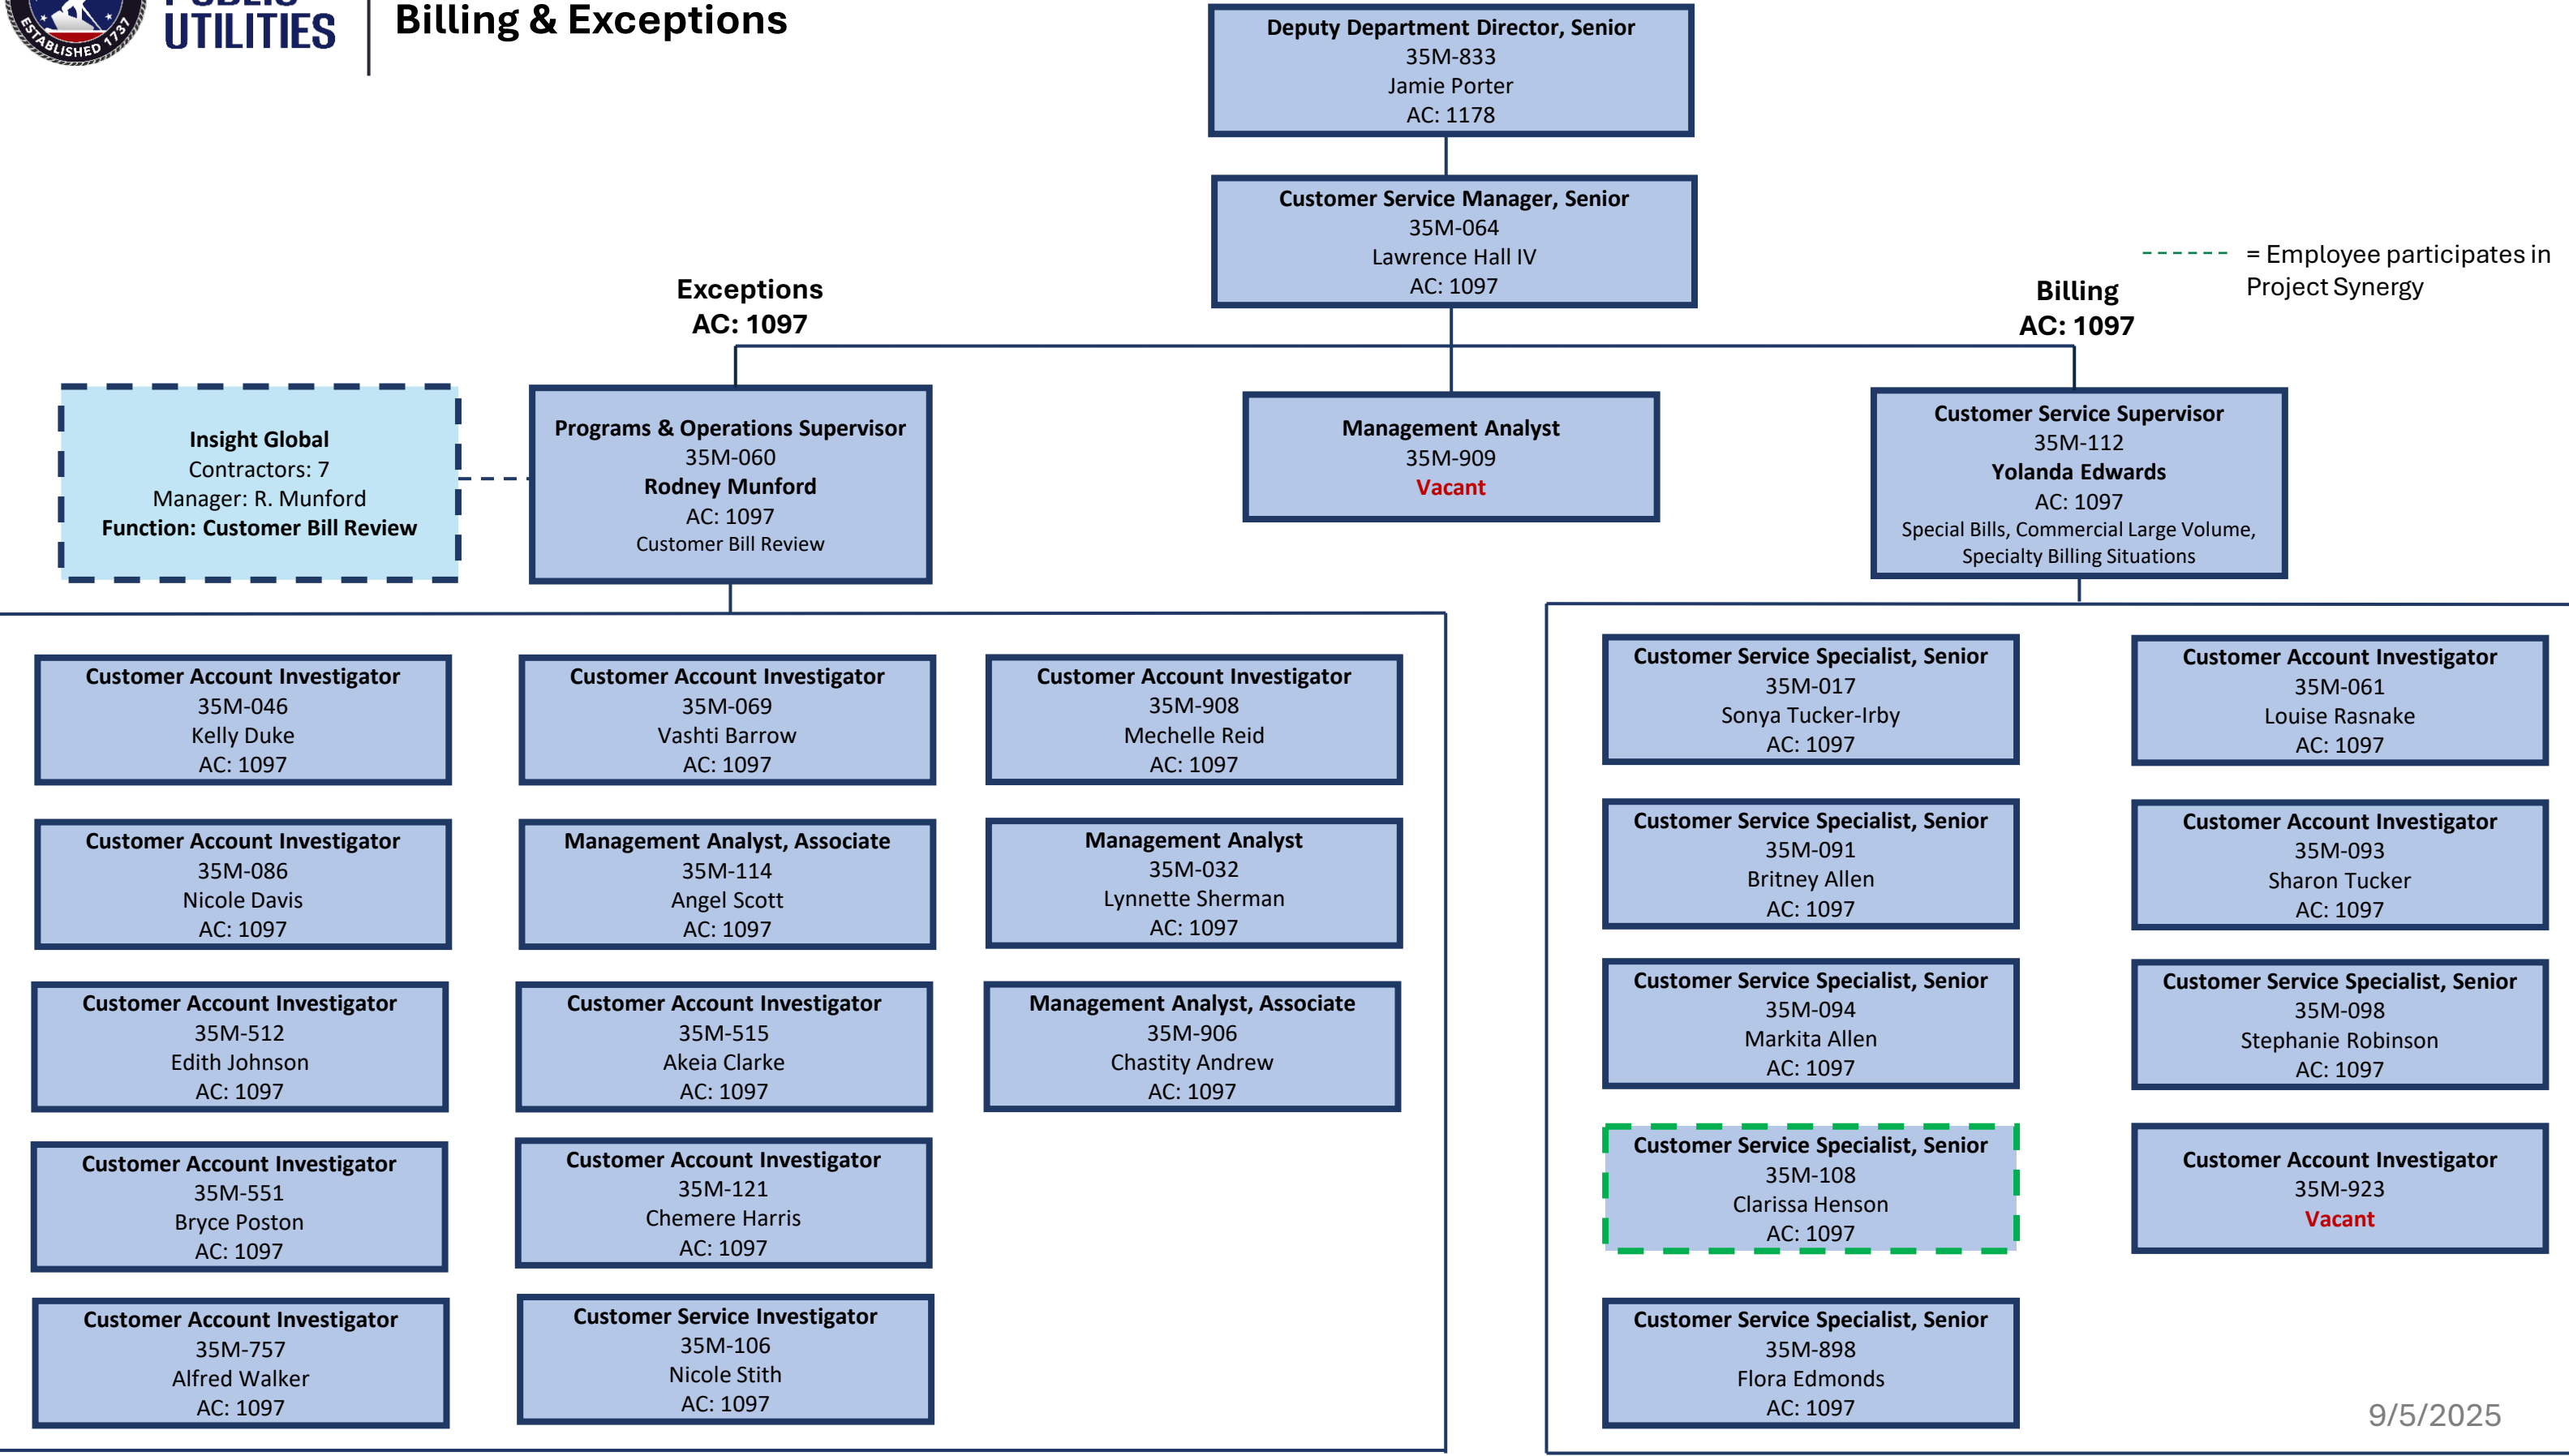 ESTABLISHED 1737
PUBLIC
UTILITIES
Billing & Exceptions
Deputy Department Director, Senior
35M-833
Jamie Porter
AC: 1178
Customer Service Manager, Senior
35M-064
Lawrence Hall IV
AC: 1097
= Employee participates in
Project Synergy
Exceptions
AC: 1097
Billing
AC: 1097
Insight Global
Contractors: 7
Manager: R. Munford
Function: Customer Bill Review
Programs & Operations Supervisor
35M-060
Rodney Munford
AC: 1097
Customer Bill Review
Management Analyst
35M-909
Vacant
Customer Service Supervisor
35M-112
Yolanda Edwards
AC: 1097
Special Bills, Commercial Large Volume,
Specialty Billing Situations
Customer Account Investigator
35M-046
Kelly Duke
AC: 1097
Customer Account Investigator
35M-069
Vashti Barrow
AC: 1097
Customer Account Investigator
35M-908
Mechelle Reid
AC: 1097
Customer Account Investigator
35M-086
Nicole Davis
AC: 1097
Management Analyst, Associate
35M-114
Angel Scott
AC: 1097
Management Analyst
35M-032
Lynnette Sherman
AC: 1097
Customer Account Investigator
35M-512
Edith Johnson
AC: 1097
Customer Account Investigator
35M-515
Akeia Clarke
AC: 1097
Management Analyst, Associate
35M-906
Chastity Andrew
AC: 1097
Customer Account Investigator
35M-551
Bryce Poston
AC: 1097
Customer Account Investigator
35M-121
Chemere Harris
AC: 1097
Customer Account Investigator
35M-757
Alfred Walker
AC: 1097
Customer Service Investigator
35M-106
Nicole Stith
AC: 1097
Customer Service Specialist, Senior
35M-017
Sonya Tucker-Irby
AC: 1097
Customer Account Investigator
35M-061
Louise Rasnake
AC: 1097
Customer Service Specialist, Senior
35M-091
Britney Allen
AC: 1097
Customer Account Investigator
35M-093
Sharon Tucker
AC: 1097
Customer Service Specialist, Senior
35M-094
Markita Allen
AC: 1097
Customer Service Specialist, Senior
35M-098
Stephanie Robinson
AC: 1097
Customer Service Specialist, Senior
35M-108
Clarissa Henson
AC: 1097
Customer Account Investigator
35M-923
Vacant
Customer Service Specialist, Senior
35M-898
Flora Edmonds
AC: 1097
9/5/2025